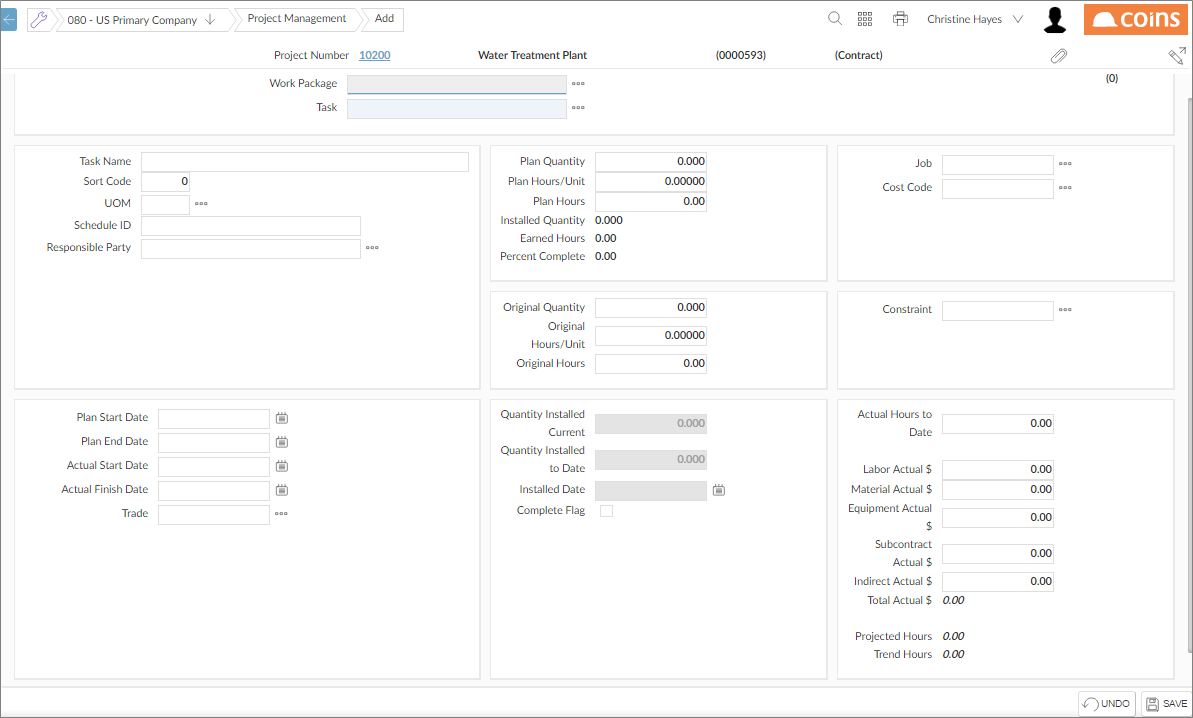 080 - US Primary Company
Project Management
Add
Christine Hayes
COINS
Project Number 10200 Water Treatment Plant (0000593) (Contract)
Work Package
(0)
Task
Task Name
Sort Code 0
UOM
Schedule ID
Responsible Party
Plan Quantity 0.000
Plan Hours/Unit 0.00000
Plan Hours 0.00
Installed Quantity 0.000
Earned Hours 0.00
Percent Complete 0.00
Job
Cost Code
Original Quantity 0.000
Original
Hours/Unit 0.00000
Original Hours 0.00
Constraint
Plan Start Date
Plan End Date
Actual Start Date
Actual Finish Date
Trade
Quantity Installed
Current 0.000
Quantity Installed
to Date 0.000
Installed Date
Complete Flag
Actual Hours to
Date 0.00
Labor Actual $ 0.00
Material Actual $ 0.00
Equipment Actual
$ 0.00
Subcontract
Actual $ 0.00
Indirect Actual $ 0.00
Total Actual $ 0.00
Projected Hours 0.00
Trend Hours 0.00
UNDO
SAVE